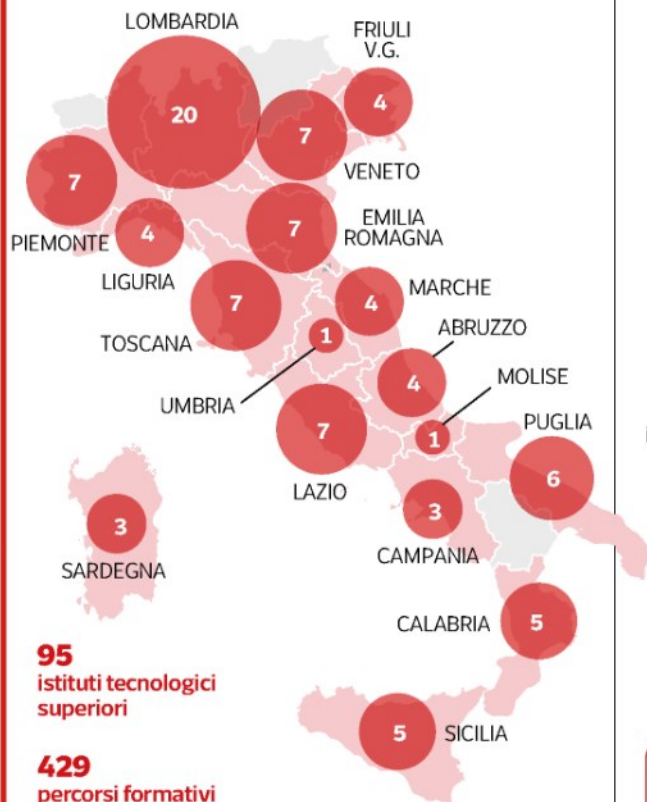 LOMBARDIA
20
FRIULI
V.G.
4
7
VENETO
7
PIEMONTE
4
LIGURIA
7
EMILIA
ROMAGNA
7
TOSCANA
4
MARCHE
1
UMBRIA
ABRUZZO
4
MOLISE
1
7
LAZIO
PUGLIA
6
3
SARDEGNA
3
CAMPANIA
CALABRIA
5
5
SICILIA
95
istituti tecnologici
superiori
429
percorsi formativi